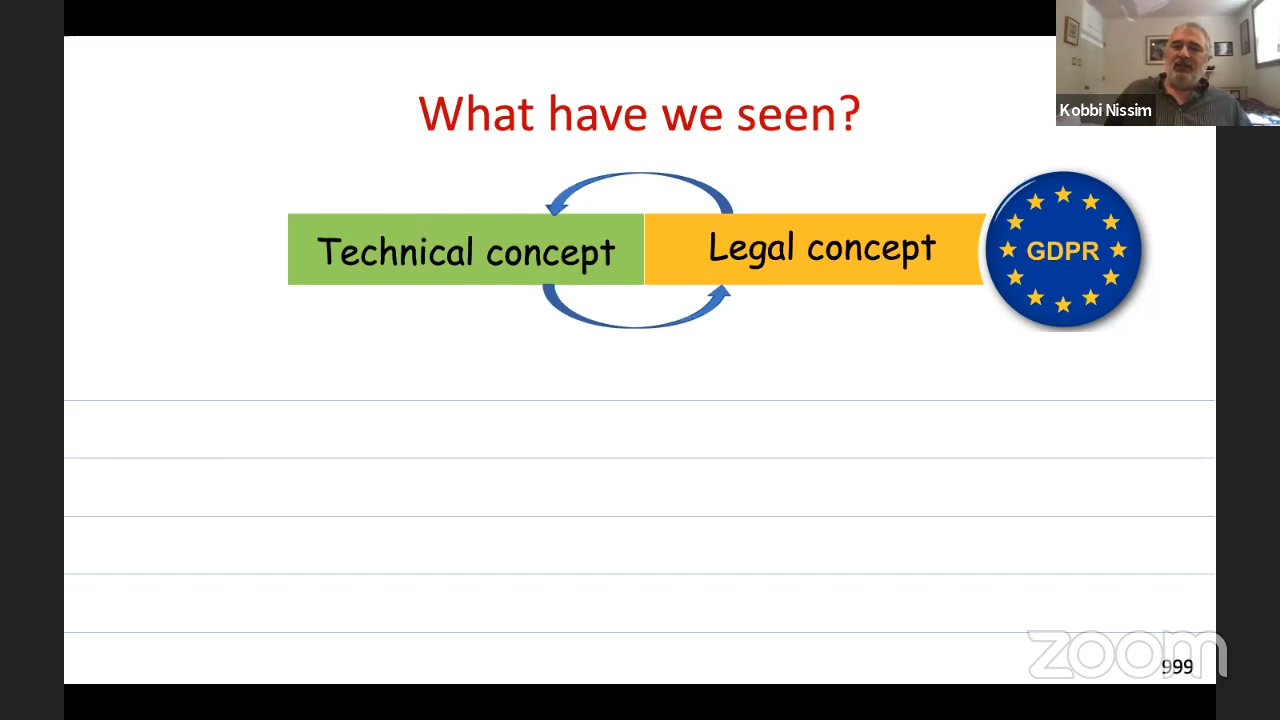 What have we seen?
Kobbi Nissim
Technical concept
Legal concept
GDPR
zoom
999